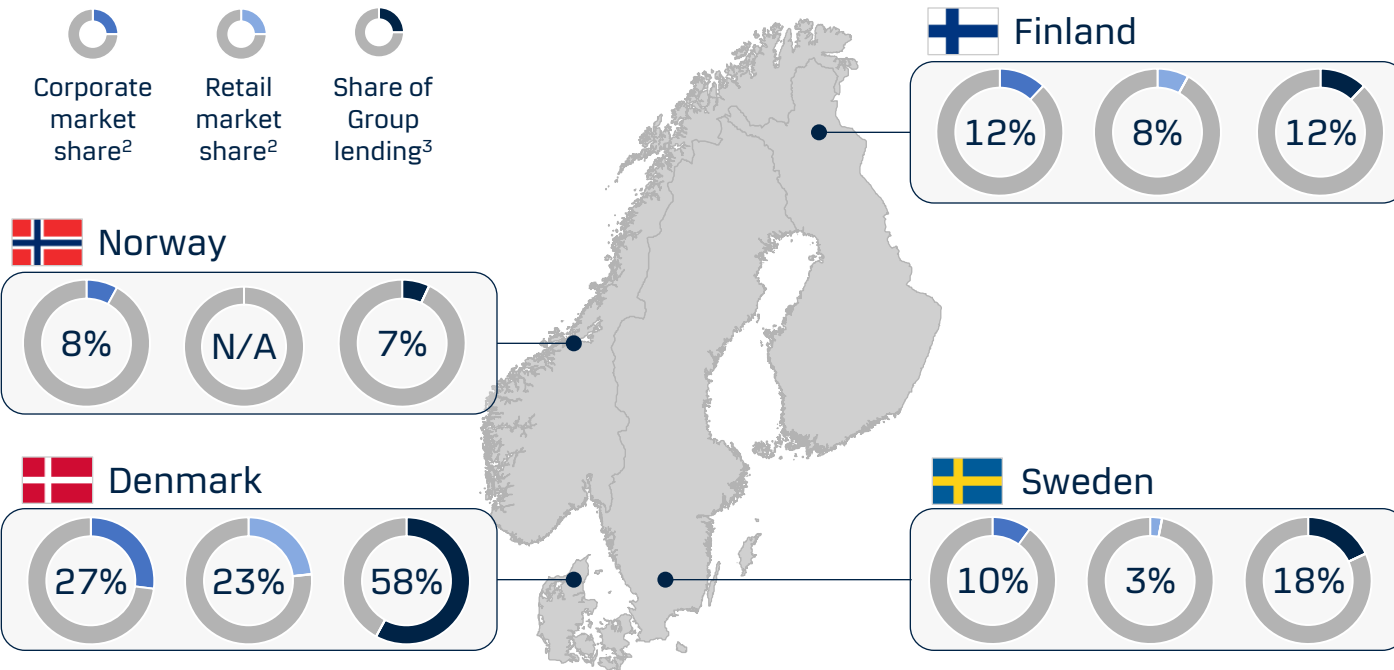 Corporate
market
share²
Retail
market
share²
Share of
Group
lending³
Finland
12%
8%
12%
Norway
8%
N/A
7%
Denmark
27%
23%
58%
Sweden
10%
3%
18%